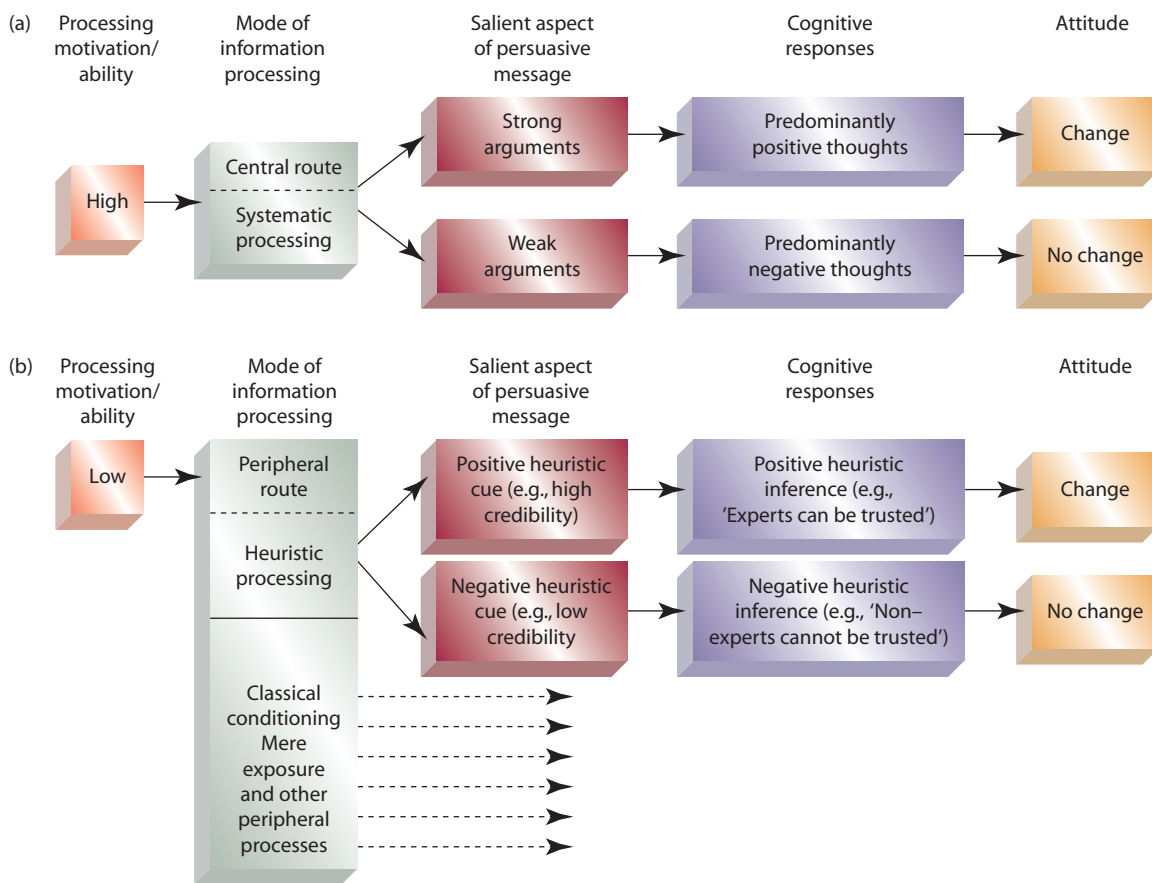 (a)
Processing
motivation/
ability
Mode of
information
processing
Salient aspect
of persuasive
message
Cognitive
responses
Attitude
High
Central route
Systematic
processing
Strong
arguments
Predominantly
positive thoughts
Change
Weak
arguments
Predominantly
negative thoughts
No change
(b)
Processing
motivation/
ability
Mode of
information
processing
Salient aspect
of persuasive
message
Cognitive
responses
Attitude
Low
Peripheral
route
Heuristic
processing
Positive heuristic
cue (e.g., high
credibility)
Positive heuristic
inference (e.g.,
'Experts can be trusted')
Change
Negative heuristic
cue (e.g., low
credibility
Negative heuristic
inference (e.g., 'Non–
experts cannot be trusted')
No change
Classical
conditioning
Mere
exposure
and other
peripheral
processes